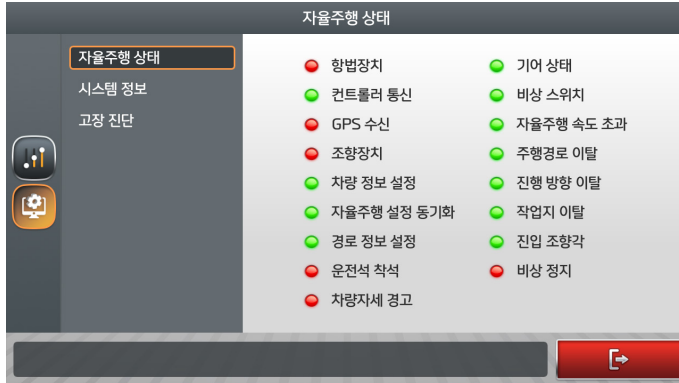 자율주행 상태
자율주행 상태
시스템 정보
고장 진단
항법장치
컨트롤러 통신
GPS 수신
조향장치
차량 정보 설정
자율주행 설정 동기화
경로 정보 설정
운전석 착석
차량자세 경고
기어 상태
비상 스위치
자율주행 속도 초과
주행경로 이탈
진행 방향 이탈
작업지 이탈
진입 조향각
비상 정지